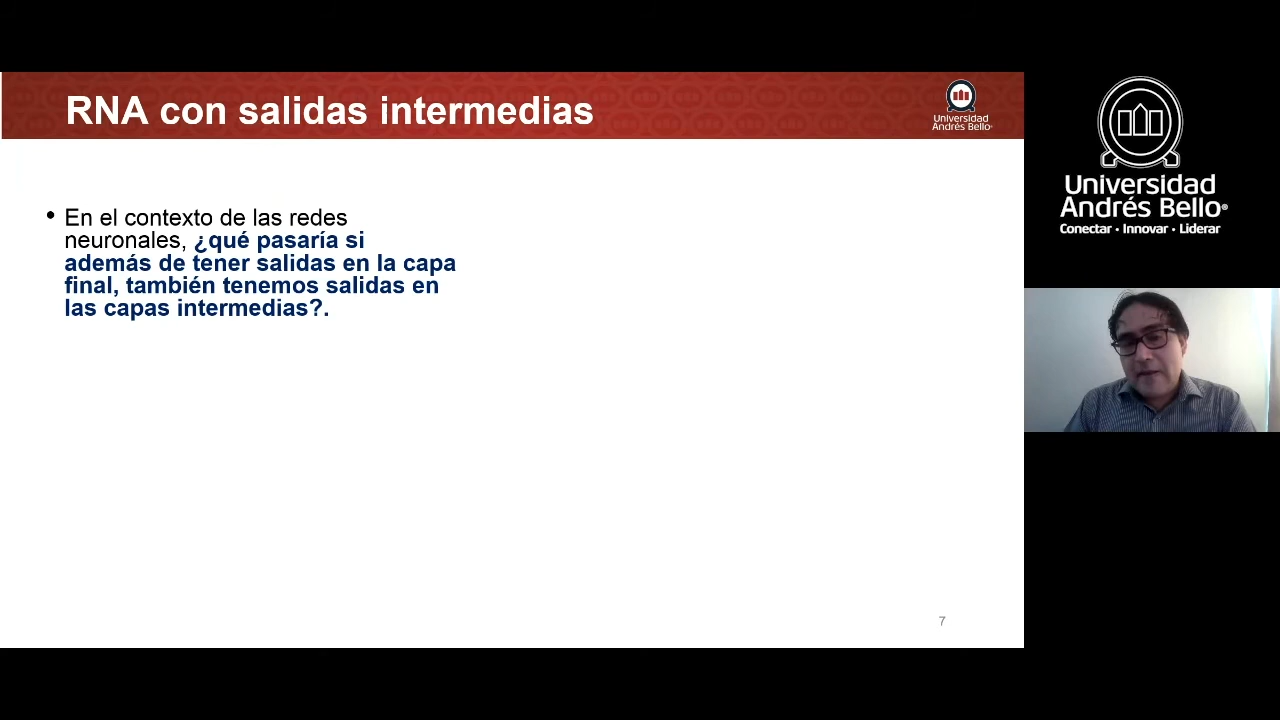 RNA con salidas intermedias
Universidad
Andrés Bello
• En el contexto de las redes
neuronales, ¿qué pasaría si
además de tener salidas en la capa
final, también tenemos salidas en
las capas intermedias?.
7
Universidad
Andrés Bello®
Conectar • Innovar • Liderar